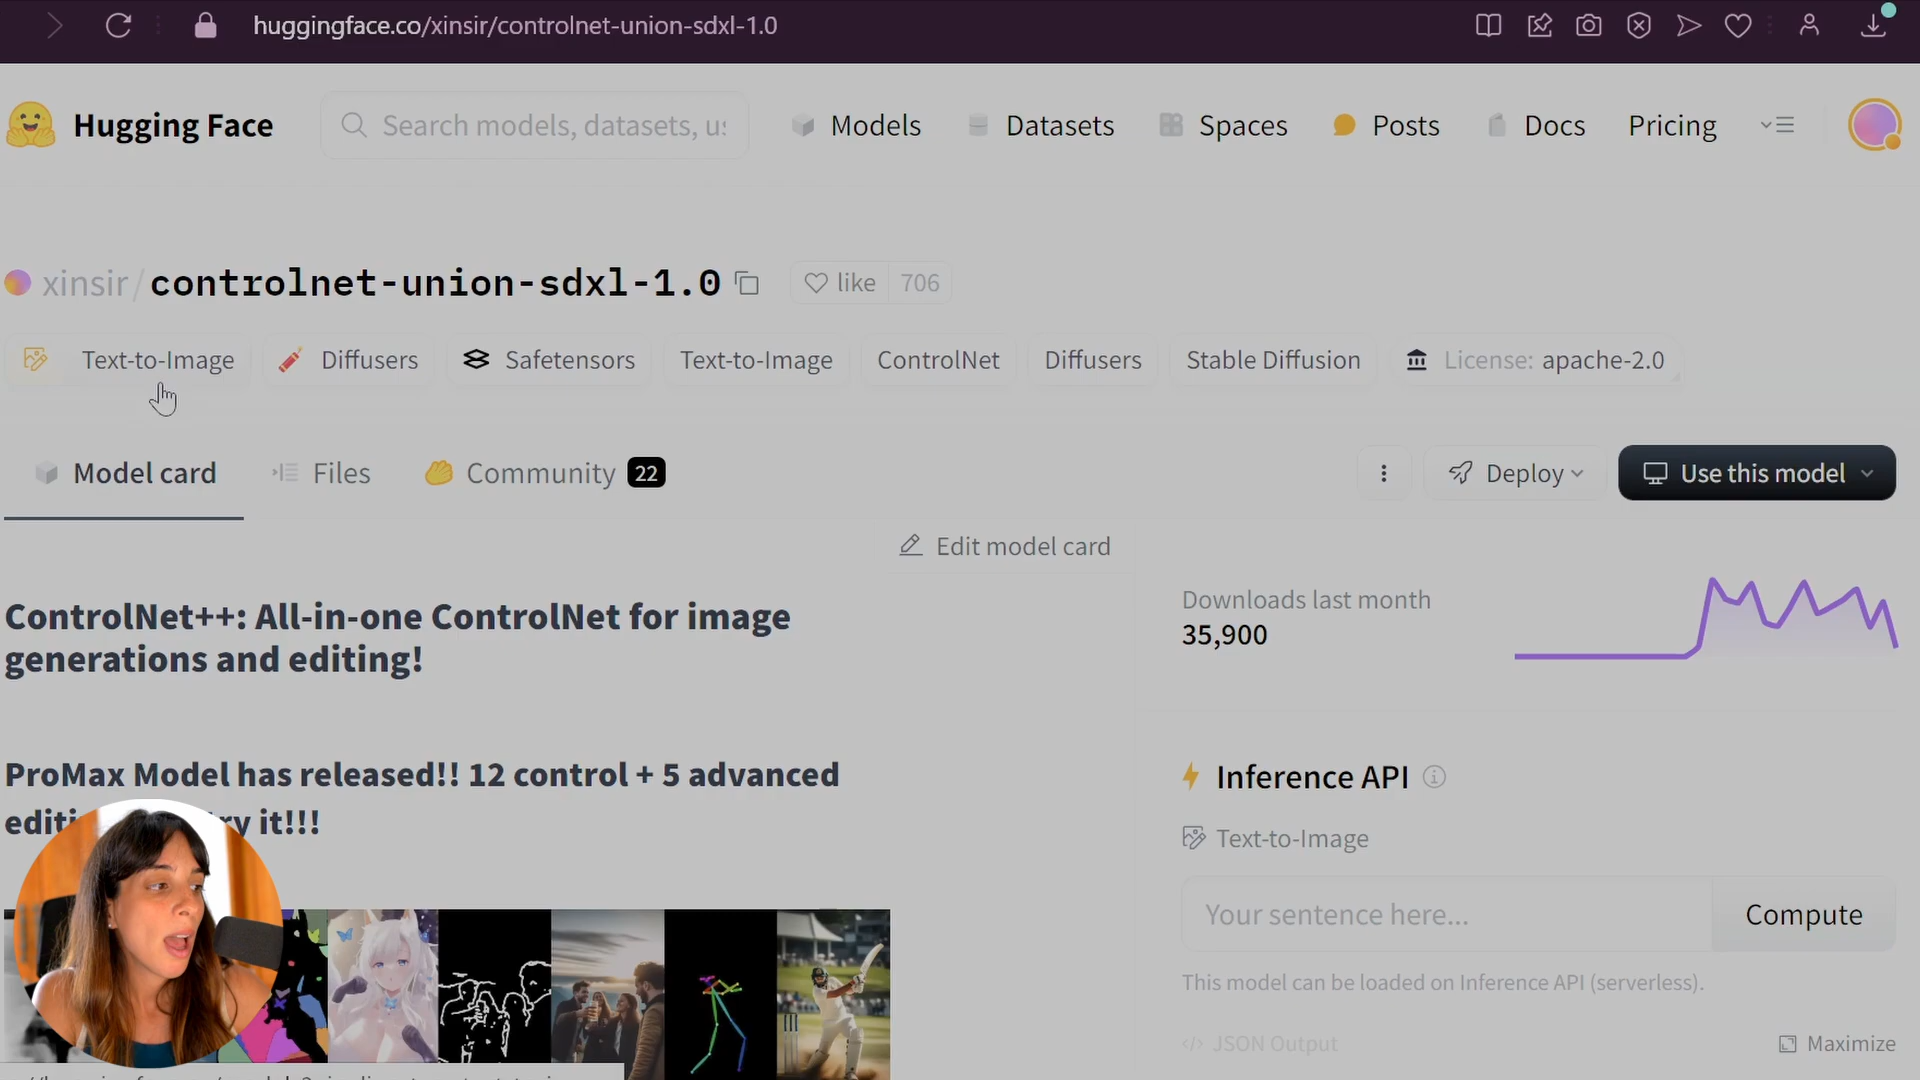 huggingface.co/xinsir/controlnet-union-sdxl-1.0
Hugging Face
Search models, datasets, us
Models
Datasets
Spaces
Posts
Docs
Pricing
xinsir/controlnet-union-sdxl-1.0
like 706
Text-to-Image
Diffusers
Safetensors
Text-to-Image
ControlNet
Diffusers
Stable Diffusion
License: apache-2.0
Model card
Files
Community 22
Deploy
Use this model
Edit model card
ControlNet++: All-in-one ControlNet for image
generations and editing!
ProMax Model has released!! 12 control + 5 advanced
it!!!
Downloads last month
35,900
Inference API
Text-to-Image
Your sentence here...
Compute
This model can be loaded on Inference API (serverless).
</> JSON Output
Maximize